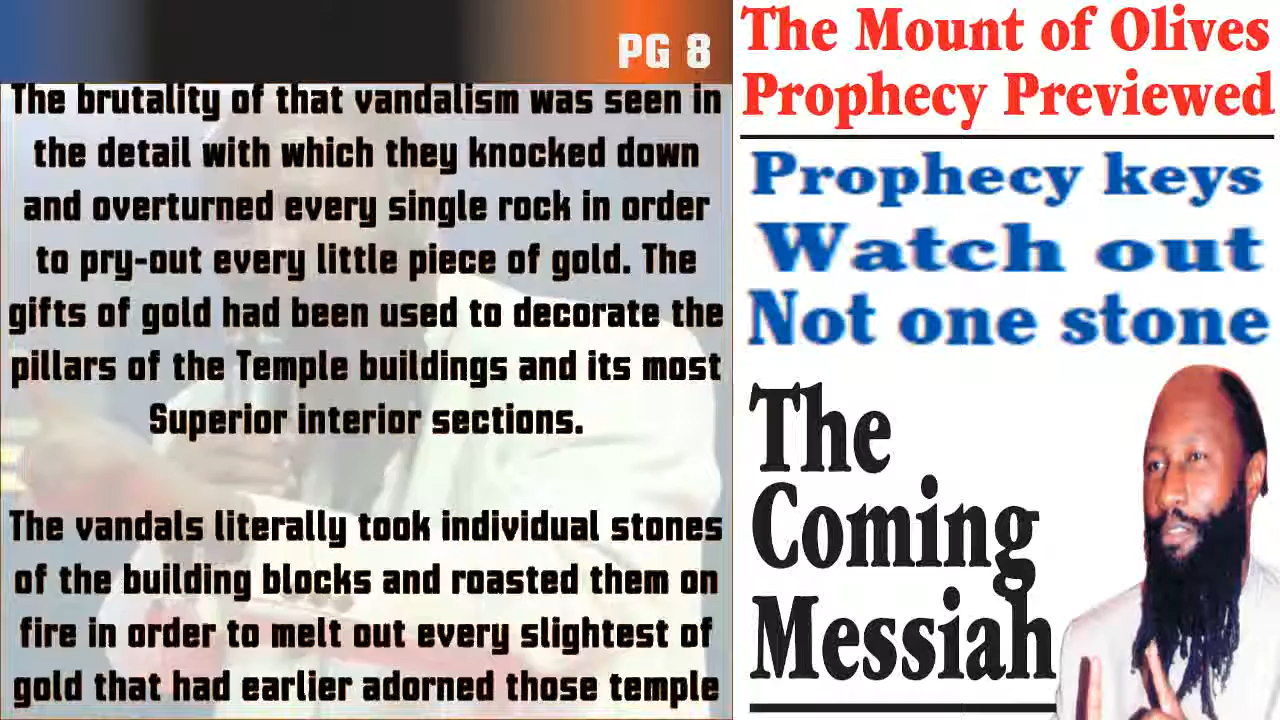 PG 8
The brutality of that vandalism was seen in
the detail with which they knocked down
and overturned every single rock in order
to pry-out every little piece of gold. The
gifts of gold had been used to decorate the
pillars of the Temple buildings and its most
Superior interior sections.
The vandals literally took individual stones
of the building blocks and roasted them on
fire in order to melt out every slightest of
gold that had earlier adorned those temple
The Mount of Olives
Prophecy Previewed
Prophecy keys
Watch out
Not one stone
The
Coming
Messiah